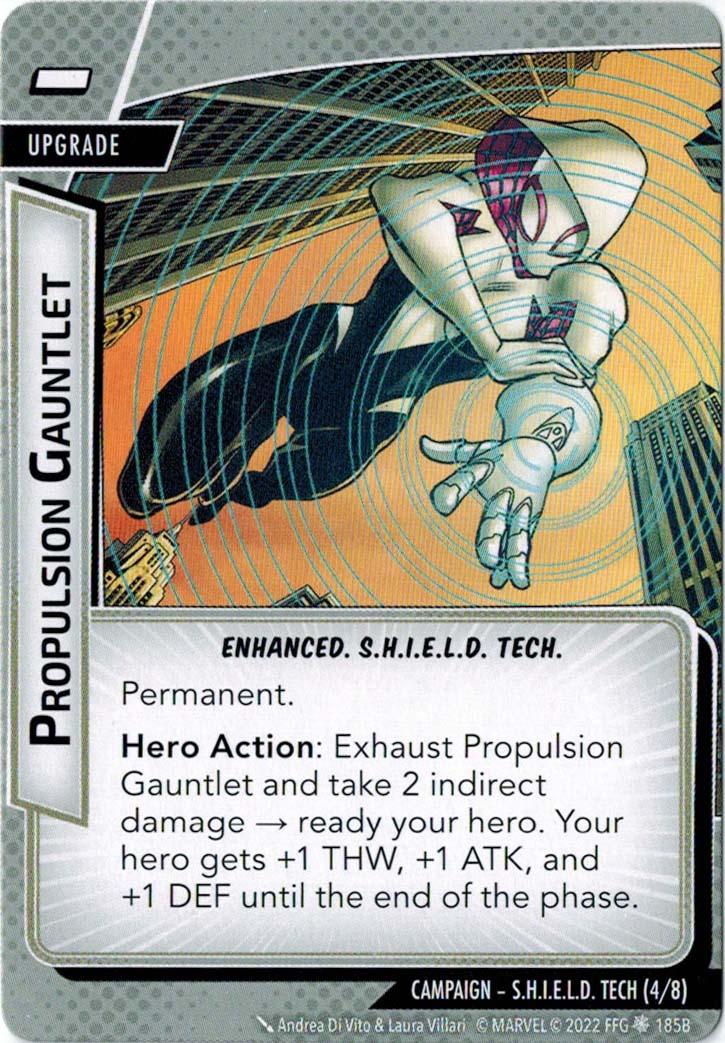 UPGRADE
PROPULSION GAUNTLET
ENHANCED. S.H.I.E.L.D. TECH.
Permanent.
Hero Action: Exhaust Propulsion
Gauntlet and take 2 indirect
damage → ready your hero. Your
hero gets +1 THW, +1 ATK, and
+1 DEF until the end of the phase.
CAMPAIGN – S.H.I.E.L.D. TECH (4/8)
Andrea Di Vito & Laura Villari © MARVEL © 2022 FFG 185B